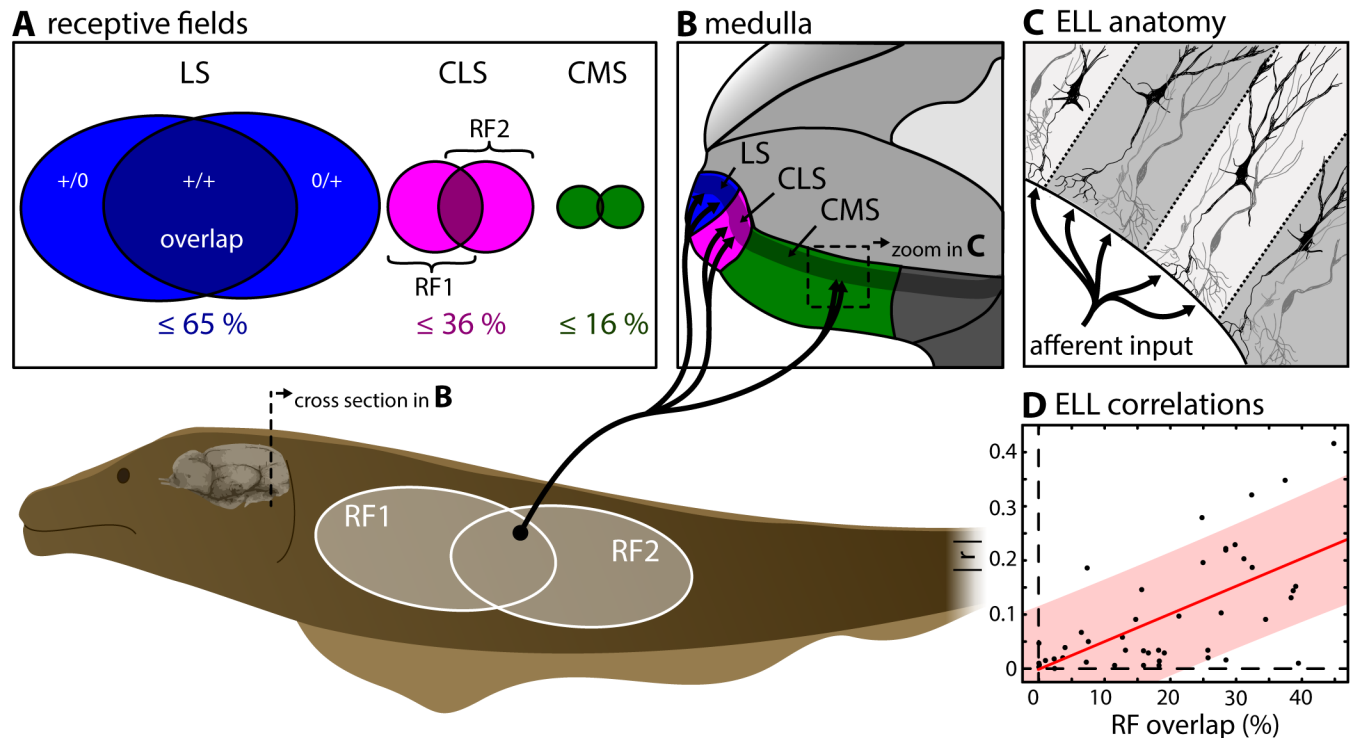 A receptive fields
LS
CLS
CMS
RF2
+/0
+/+
0/+
overlap
RF1
≤ 65 %
≤ 36 %
≤ 16 %
B medulla
LS
CLS
CMS
zoom in C
C ELL anatomy
afferent input
cross section in B
RF1
RF2
D ELL correlations
0.4
0.3
0.2
0.1
0
|r|
0 10 20 30 40
RF overlap (%)